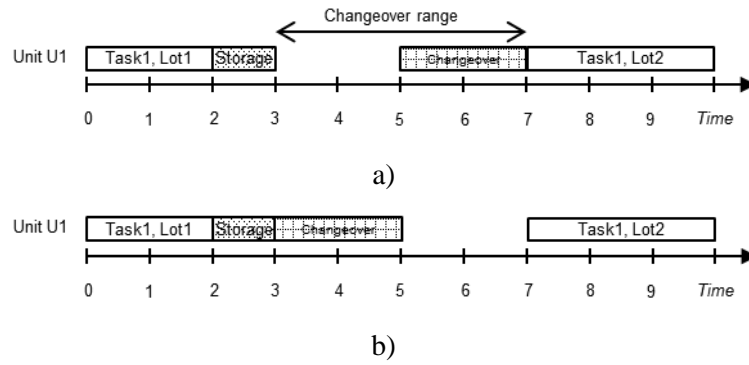 Changeover range
Unit U1 Task1, Lot1 Storage Changeover Task1, Lot2
0 1 2 3 4 5 6 7 8 9 Time
a)
Unit U1 Task1, Lot1 Storage Changeover Task1, Lot2
0 1 2 3 4 5 6 7 8 9 Time
b)